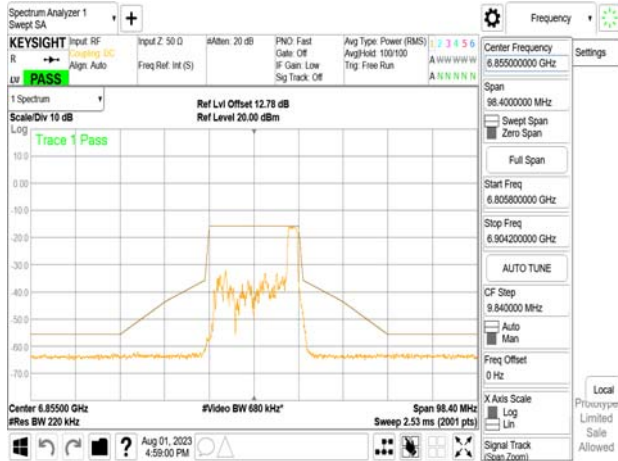 Spectrum Analyzer 1
Swept SA
+
Frequency
KEYSIGHT
Input: RF
Coupling: DC
Align: Auto
Input Z: 50 Ω
Freq Ref: Int (S)
#Atten: 20 dB
PNO: Fast
Gate: Off
IF Gain: Low
Sig Track: Off
Avg Type: Power (RMS)
Avg|Hold: 100/100
Trig: Free Run
1 2 3 4 5 6
A W W W W W
A N N N N N
R
PASS
Center Frequency
6.855000000 GHz
Settings
1 Spectrum
Ref Lvl Offset 12.78 dB
Scale/Div 10 dB
Ref Level 20.00 dBm
Span
98.4000000 MHz
Swept Span
Zero Span
Log
Trace 1 Pass
10.0
0.00
-10.0
-20.0
-30.0
-40.0
-50.0
-60.0
-70.0
Full Span
Start Freq
6.805800000 GHz
Stop Freq
6.904200000 GHz
AUTO TUNE
CF Step
9.840000 MHz
Auto
Man
Freq Offset
0 Hz
X Axis Scale
Log
Lin
Signal Track
(Span Zoom)
Local
Prototype
Limited
Sale
Allowed
Center 6.85500 GHz
#Video BW 680 kHz*
Span 98.40 MHz
#Res BW 220 kHz
Sweep 2.53 ms (2001 pts)
?
Aug 01, 2023
4:59:00 PM